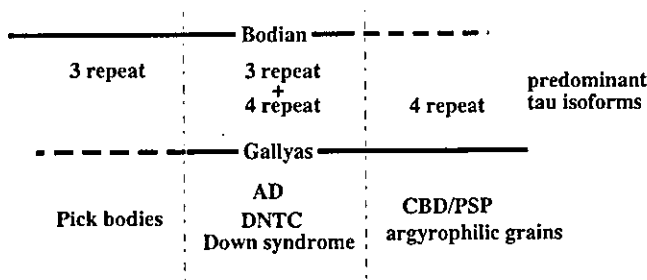 Bodian
3 repeat
3 repeat
+
4 repeat
4 repeat
predominant
tau isoforms
Gallyas
Pick bodies
AD
DNTC
Down syndrome
CBD/PSP
argyrophilic grains